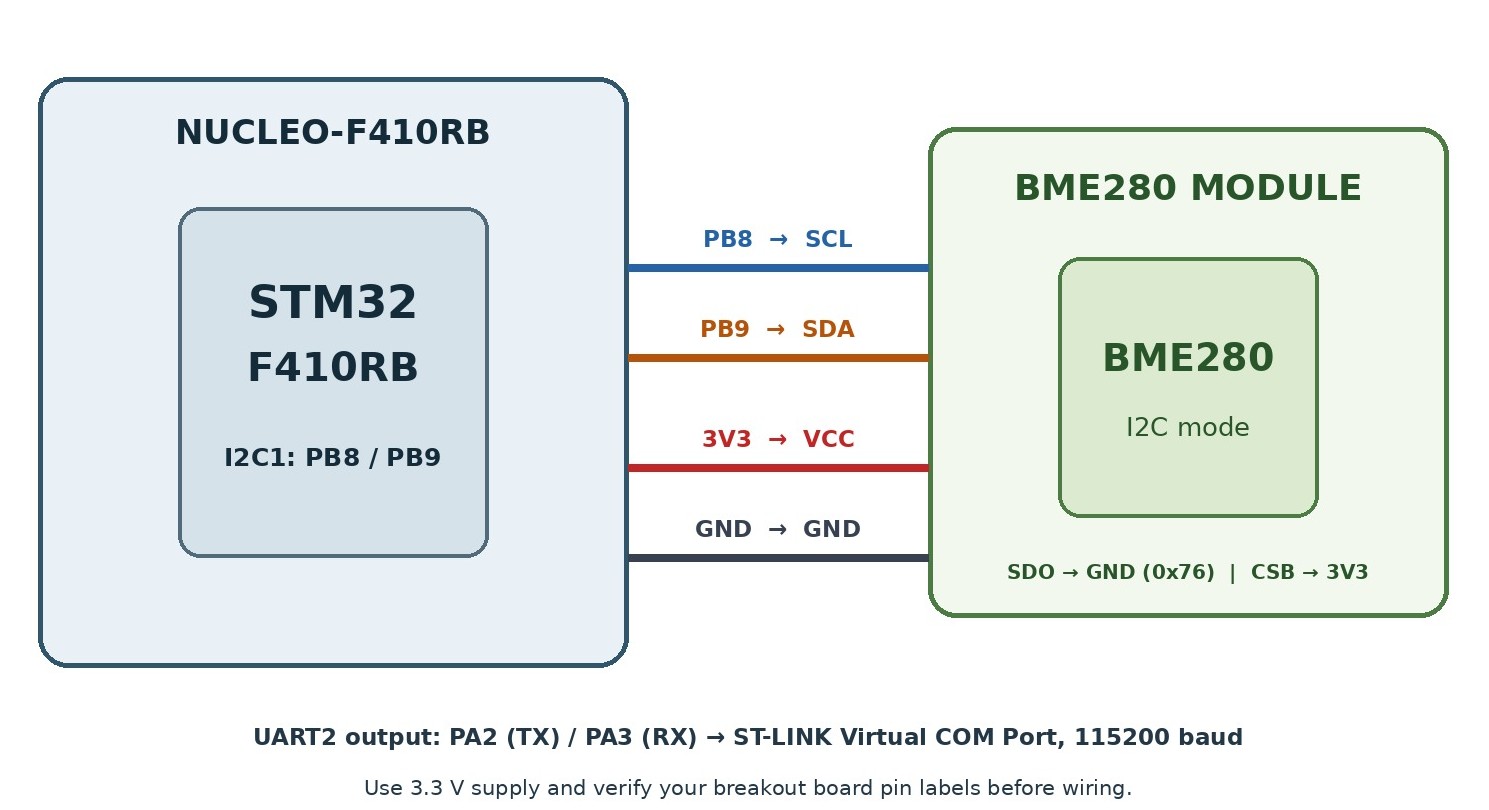 NUCLEO-F410RB
STM32
F410RB
I2C1: PB8 / PB9
PB8 → SCL
PB9 → SDA
3V3 → VCC
GND → GND
BME280 MODULE
BME280
I2C mode
SDO → GND (0x76) | CSB → 3V3
UART2 output: PA2 (TX) / PA3 (RX) → ST-LINK Virtual COM Port, 115200 baud
Use 3.3 V supply and verify your breakout board pin labels before wiring.